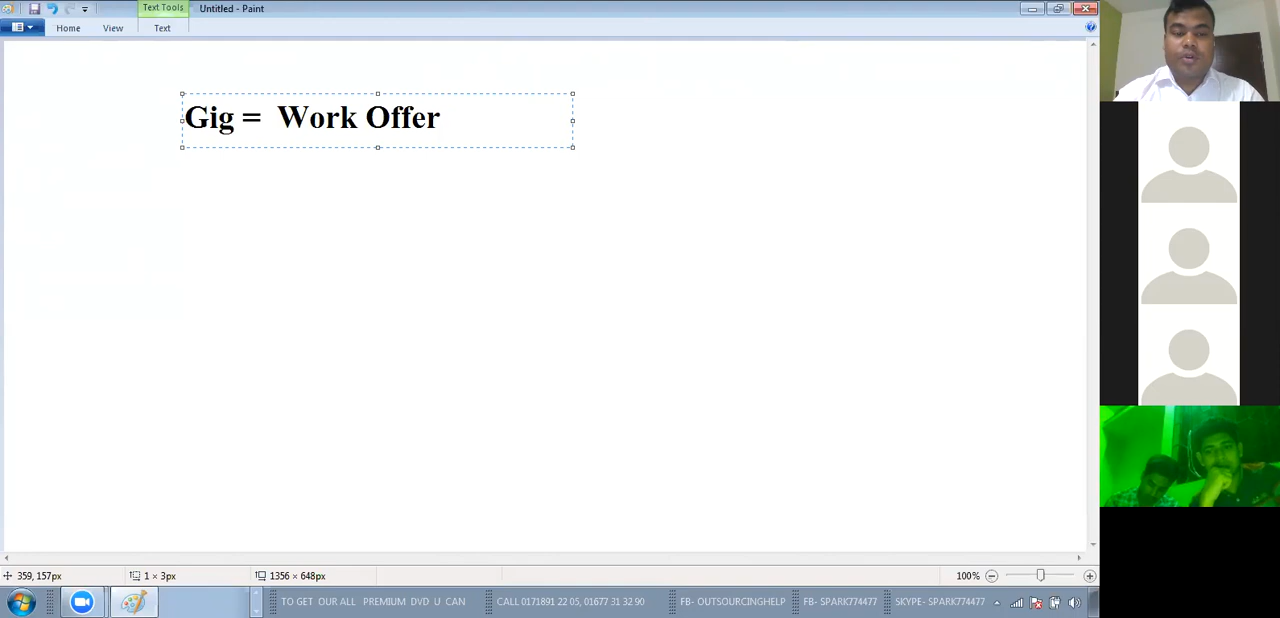 Text Tools
Untitled - Paint
Home
View
Text
Gig =  Work Offer
359, 157px
1 × 3px
1356 × 648px
100%
TO GET  OUR ALL  PREMIUM  DVD  U  CAN
CALL 0171891 22 05, 01677 31 32 90
FB- OUTSOURCINGHELP
FB- SPARK774477
SKYPE- SPARK774477